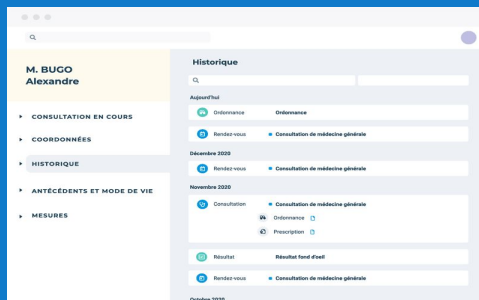 M. BUGO
Alexandre
CONSULTATION EN COURS
COORDONNÉES
HISTORIQUE
ANTÉCÉDENTS ET MODE DE VIE
MESURES
Historique
Aujourd'hui
Ordonnance Ordonnance
Rendez-vous Consultation de médecine générale
Décembre 2020
Rendez-vous Consultation de médecine générale
Novembre 2020
Consultation Consultation de médecine générale
Ordonnance
Prescription
Résultat Résultat fond d'oeil
Rendez-vous Consultation de médecine générale
Octobre 2020